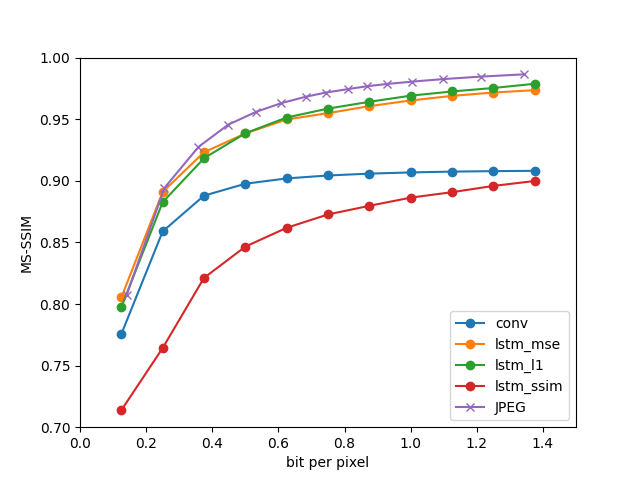 1.00
0.95
0.90
0.85
0.80
0.75
0.70
MS-SSIM
0.0 0.2 0.4 0.6 0.8 1.0 1.2 1.4
bit per pixel
conv
lstm_mse
lstm_l1
lstm_ssim
JPEG